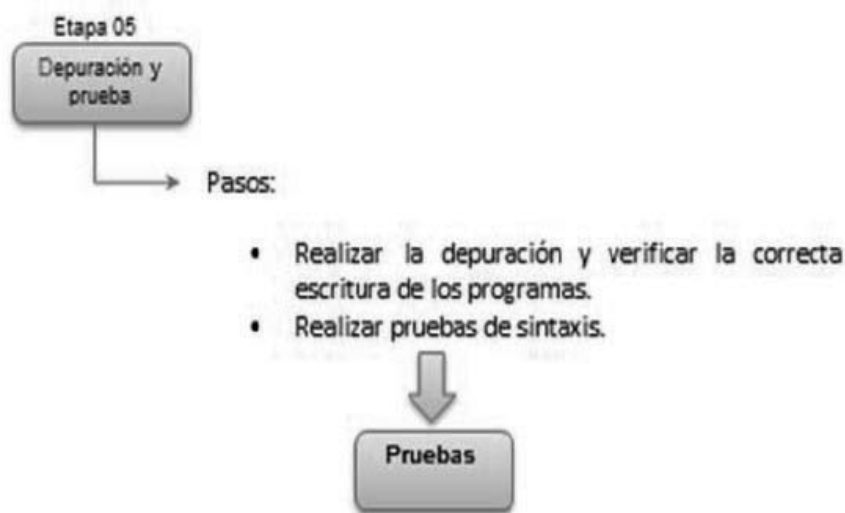 Etapa 05
Depuración y
prueba
Pasos:
• Realizar la depuración y verificar la correcta
escritura de los programas.
• Realizar pruebas de sintaxis.
Pruebas